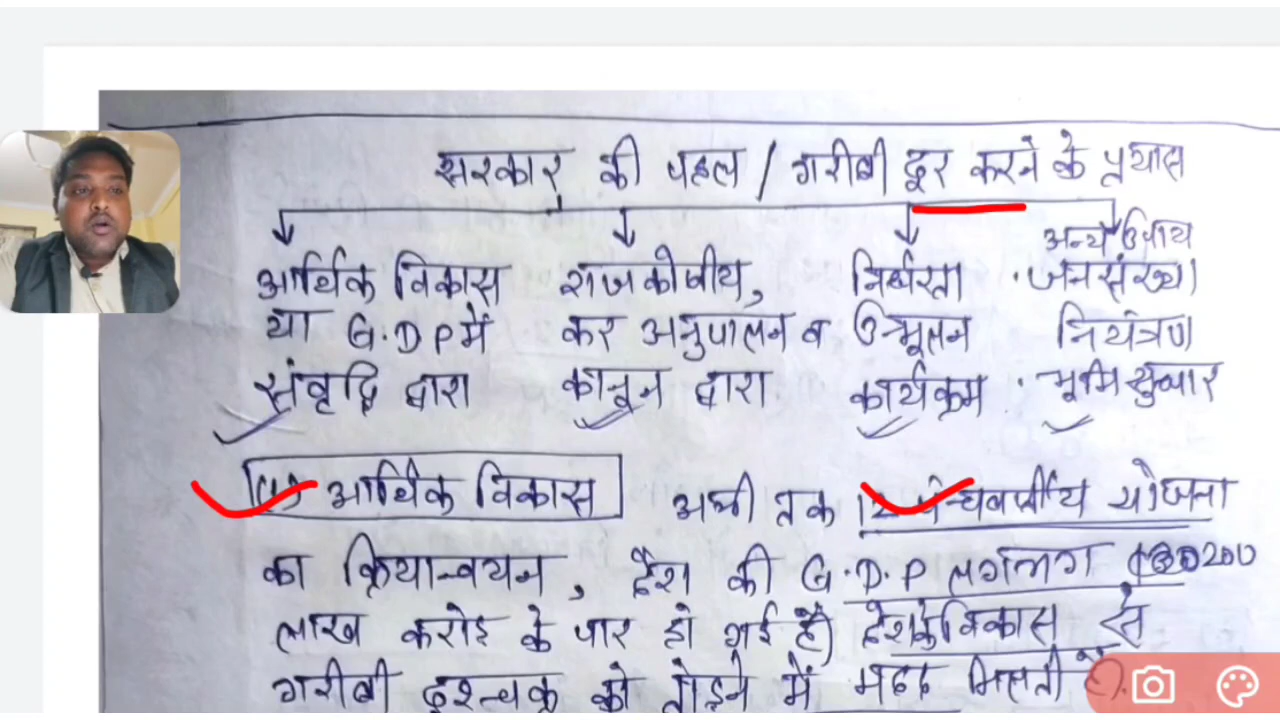 सरकार की पहल / गरीबी दूर करने के प्रयास
आर्थिक विकास
या G.D.P में
संवृद्धि द्वारा
राजकोषीय,
कर अनुपालन व
कानून द्वारा
निर्धनता
उन्मूलन
कार्यक्रम
अन्य उपाय
· जनसंख्या
नियंत्रण
· भूमि सुधार
आर्थिक विकास अभी तक 12 पंन्चवर्षीय योजना
का क्रियान्वयन, देश की G.D.P लगभग 200
लाख करोड़ के पार हो गई है) देश के विकास से
गरीबी दुश्चक्र को तोड़ने में मदद मिलती है.